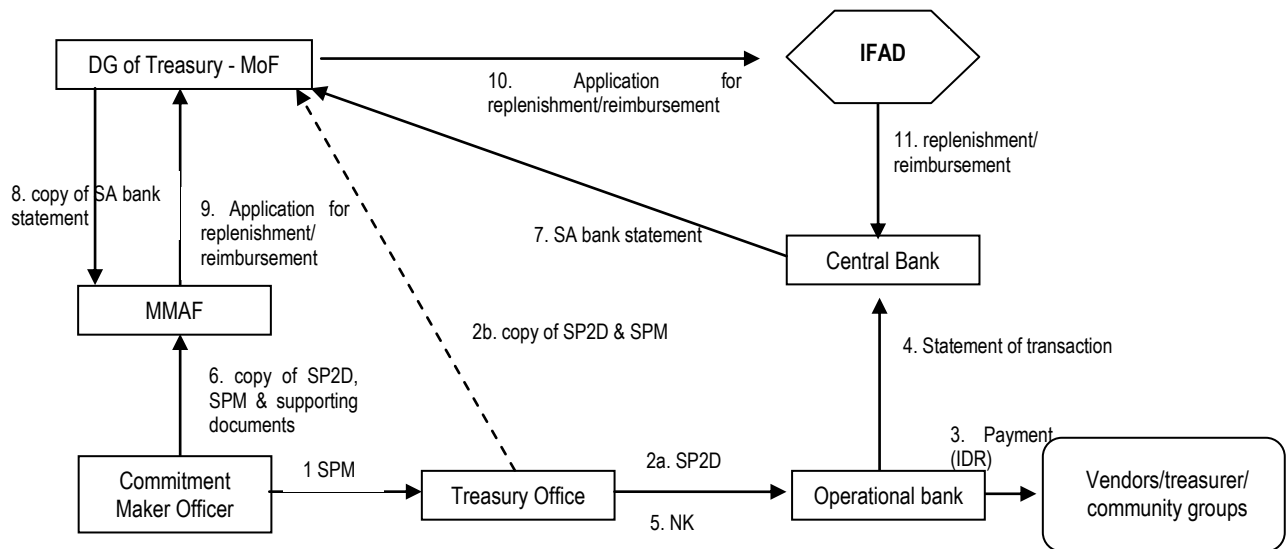 DG of Treasury - MoF
IFAD
10. Application for
replenishment/reimbursement
11. replenishment/
reimbursement
8. copy of SA bank
statement
9. Application for
replenishment/
reimbursement
7. SA bank statement
Central Bank
MMAF
2b. copy of SP2D & SPM
4. Statement of transaction
6. copy of SP2D,
SPM & supporting
documents
3. Payment
(IDR)
Commitment
Maker Officer
1 SPM
Treasury Office
2a. SP2D
5. NK
Operational bank
Vendors/treasurer/
community groups